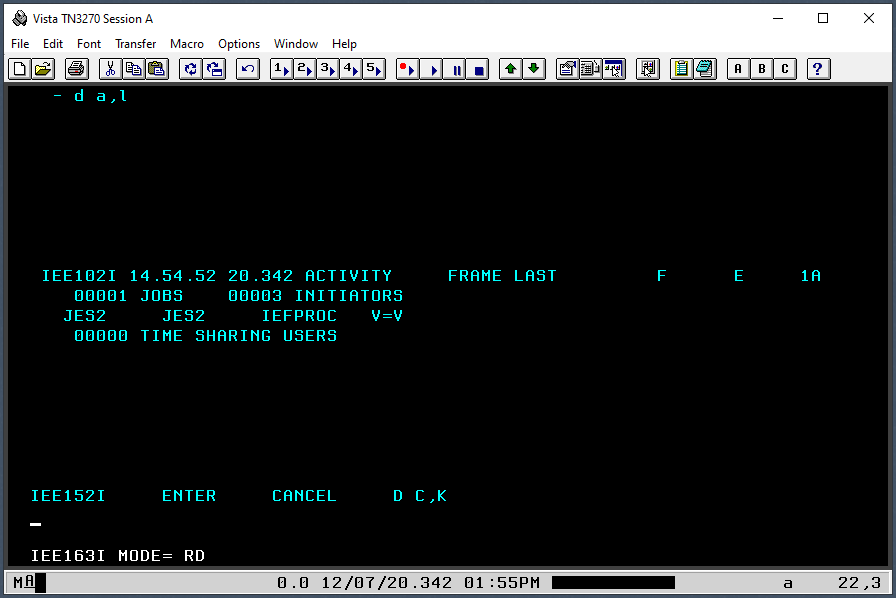 Vista TN3270 Session A
File Edit Font Transfer Macro Options Window Help
1 2 3 4 5 A B C ?
- d a,l
IEE102I 14.54.52 20.342 ACTIVITY FRAME LAST F E 1A
00001 JOBS 00003 INITIATORS
JES2 JES2 IEFPROC V=V
00000 TIME SHARING USERS
IEE152I ENTER CANCEL D C,K
IEE163I MODE= RD
MA 0.0 12/07/20.342 01:55PM a 22,3